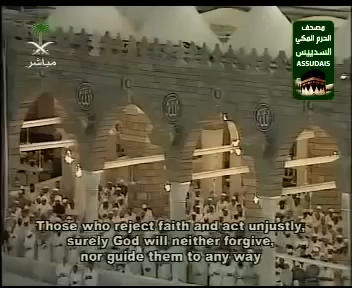 مباشر
مصحف
الحرم المكي
السديس
ASSUDAIS
Those who reject faith and act unjustly,
surely God will neither forgive,
nor guide them to any way